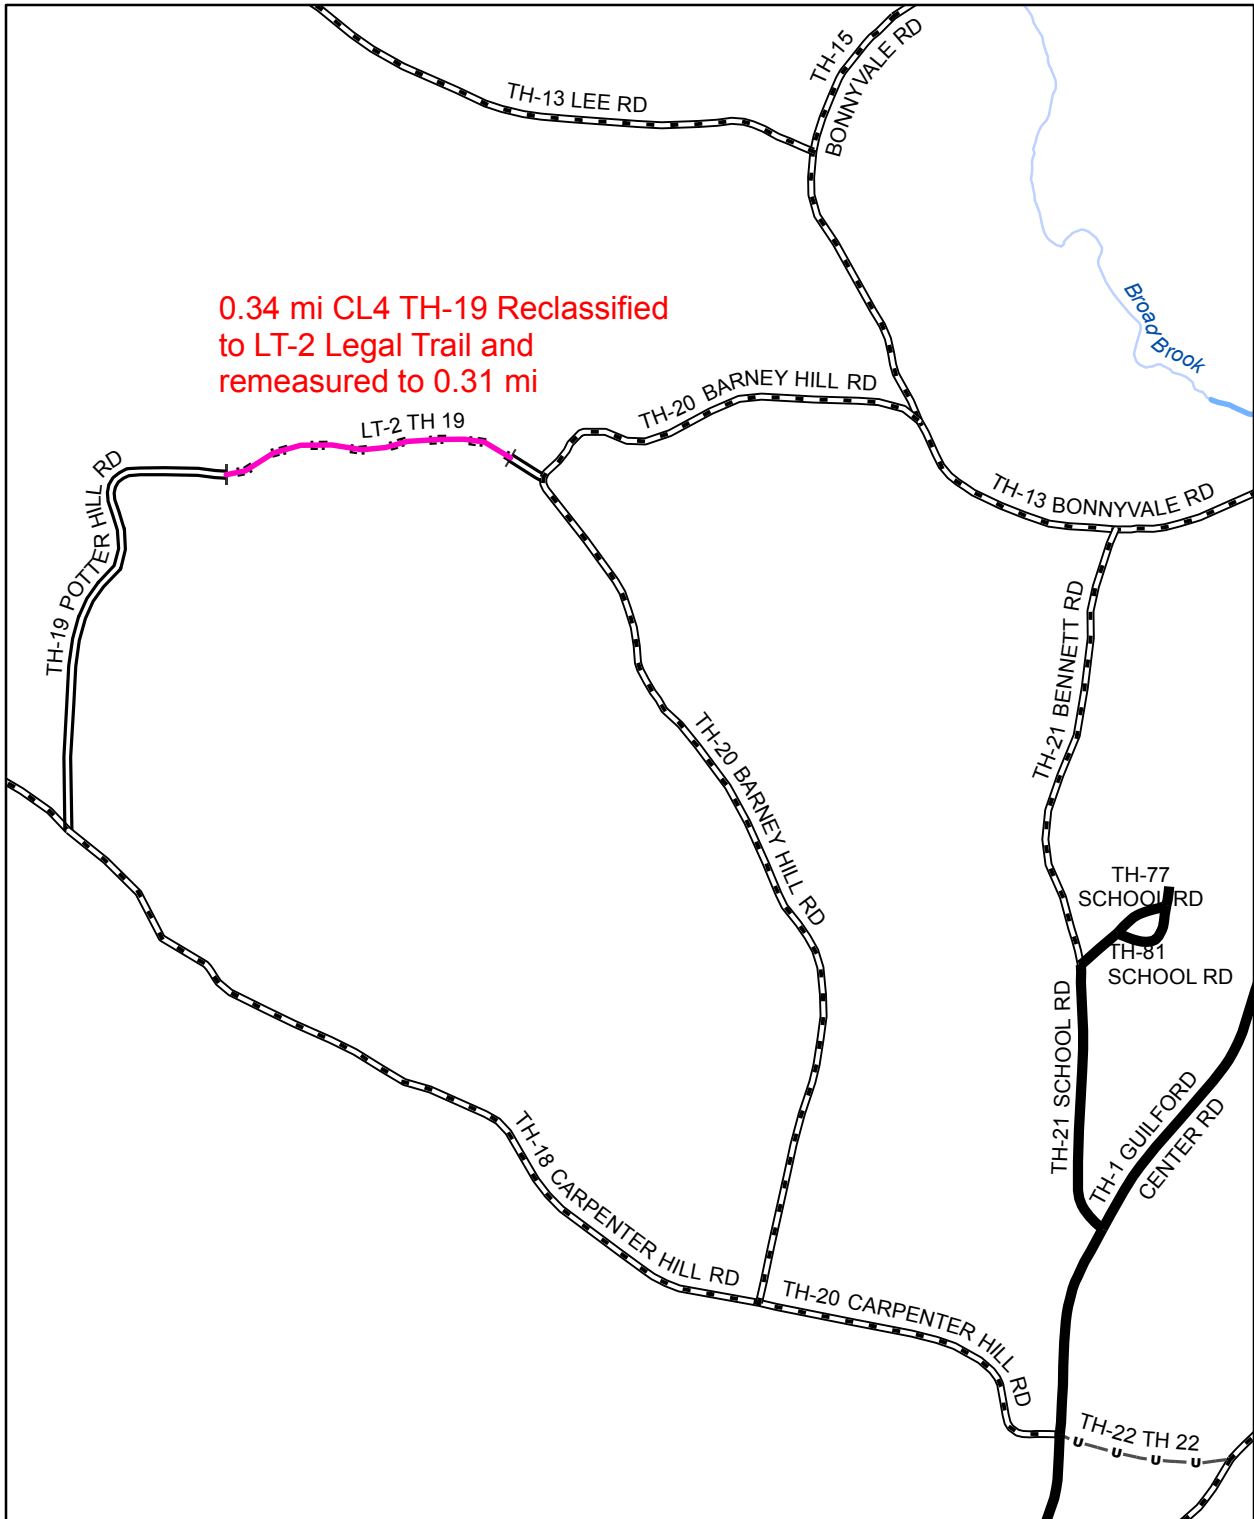 TH-15
BONNYVALE RD
TH-13 LEE RD
Broad Brook
0.34 mi CL4 TH-19 Reclassified
to LT-2 Legal Trail and
remeasured to 0.31 mi
TH-20 BARNEY HILL RD
LT-2 TH 19
TH-19 POTTER HILL RD
TH-13 BONNYVALE RD
TH-21 BENNETT RD
TH-20 BARNEY HILL RD
TH-77
SCHOOL RD
TH-81
SCHOOL RD
TH-21 SCHOOL RD
TH-1 GUILFORD
CENTER RD
TH-18 CARPENTER HILL RD
TH-20 CARPENTER HILL RD
TH-22 TH 22
U U U U